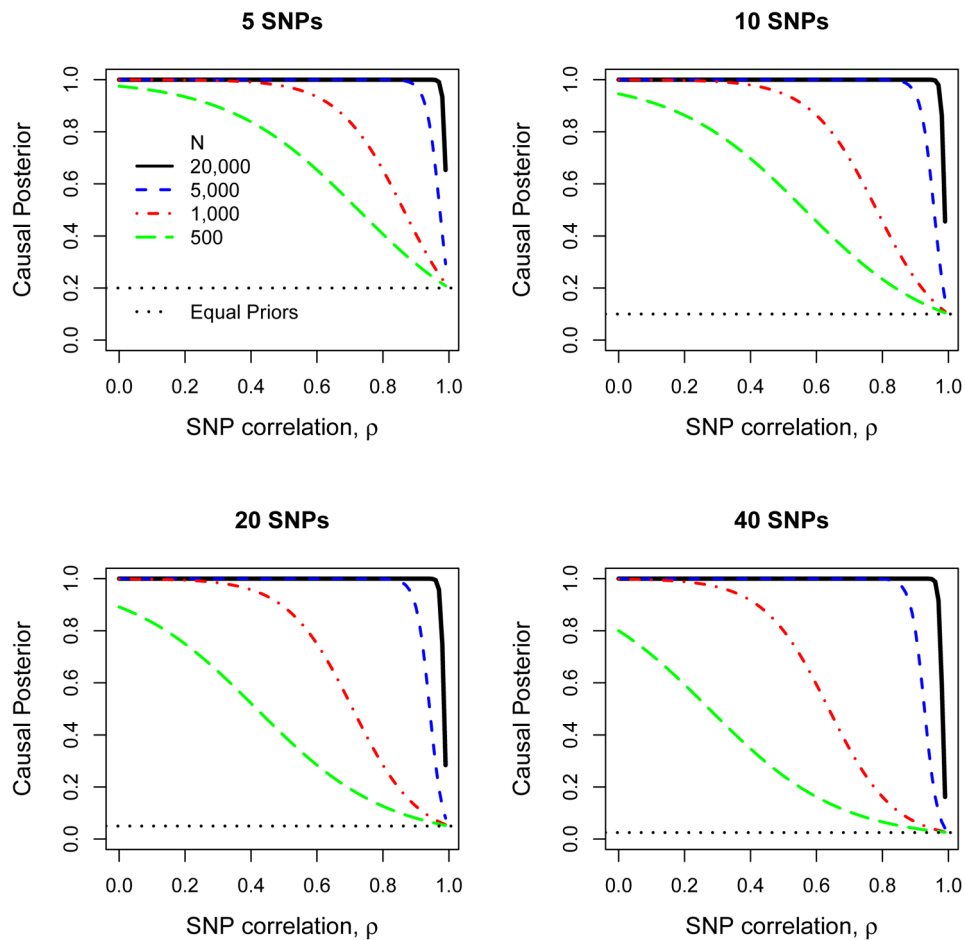 5 SNPs
Causal Posterior
1.0
0.8
0.6
0.4
0.2
0.0
N
20,000
5,000
1,000
500
Equal Priors
0.0 0.2 0.4 0.6 0.8 1.0
SNP correlation, ρ
10 SNPs
Causal Posterior
1.0
0.8
0.6
0.4
0.2
0.0
0.0 0.2 0.4 0.6 0.8 1.0
SNP correlation, ρ
20 SNPs
Causal Posterior
1.0
0.8
0.6
0.4
0.2
0.0
0.0 0.2 0.4 0.6 0.8 1.0
SNP correlation, ρ
40 SNPs
Causal Posterior
1.0
0.8
0.6
0.4
0.2
0.0
0.0 0.2 0.4 0.6 0.8 1.0
SNP correlation, ρ